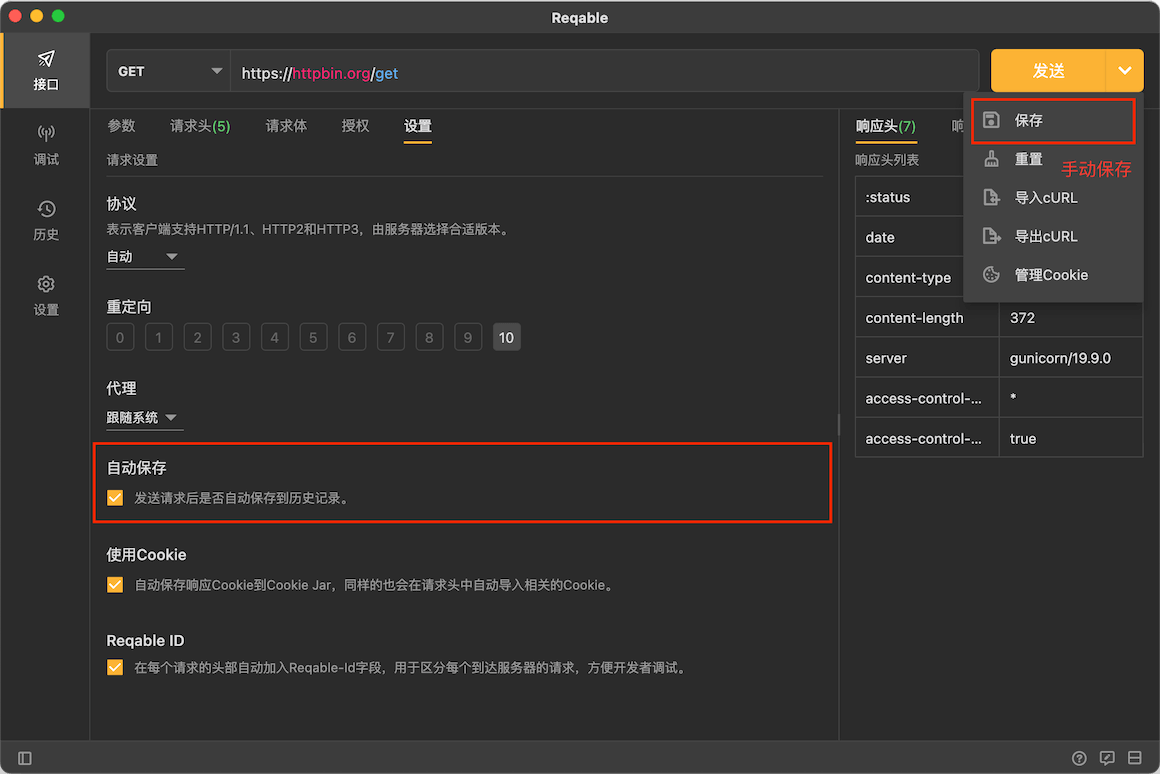 Reqable
接口
调试
历史
设置
GET
https://httpbin.org/get
发送
参数
请求头(5)
请求体
授权
设置
请求设置
协议
表示客户端支持HTTP/1.1、HTTP2和HTTP3，由服务器选择合适版本。
自动
重定向
0 1 2 3 4 5 6 7 8 9 10
代理
跟随系统
自动保存
发送请求后是否自动保存到历史记录。
使用Cookie
自动保存响应Cookie到Cookie Jar，同样的也会在请求头中自动导入相关的Cookie。
Reqable ID
在每个请求的头部自动加入Reqable-Id字段，用于区分每个到达服务器的请求，方便开发者调试。
响应头(7)
响
响应头列表
:status
date
content-type
content-length 372
server gunicorn/19.9.0
access-control-... *
access-control-... true
保存
重置
手动保存
导入cURL
导出cURL
管理Cookie